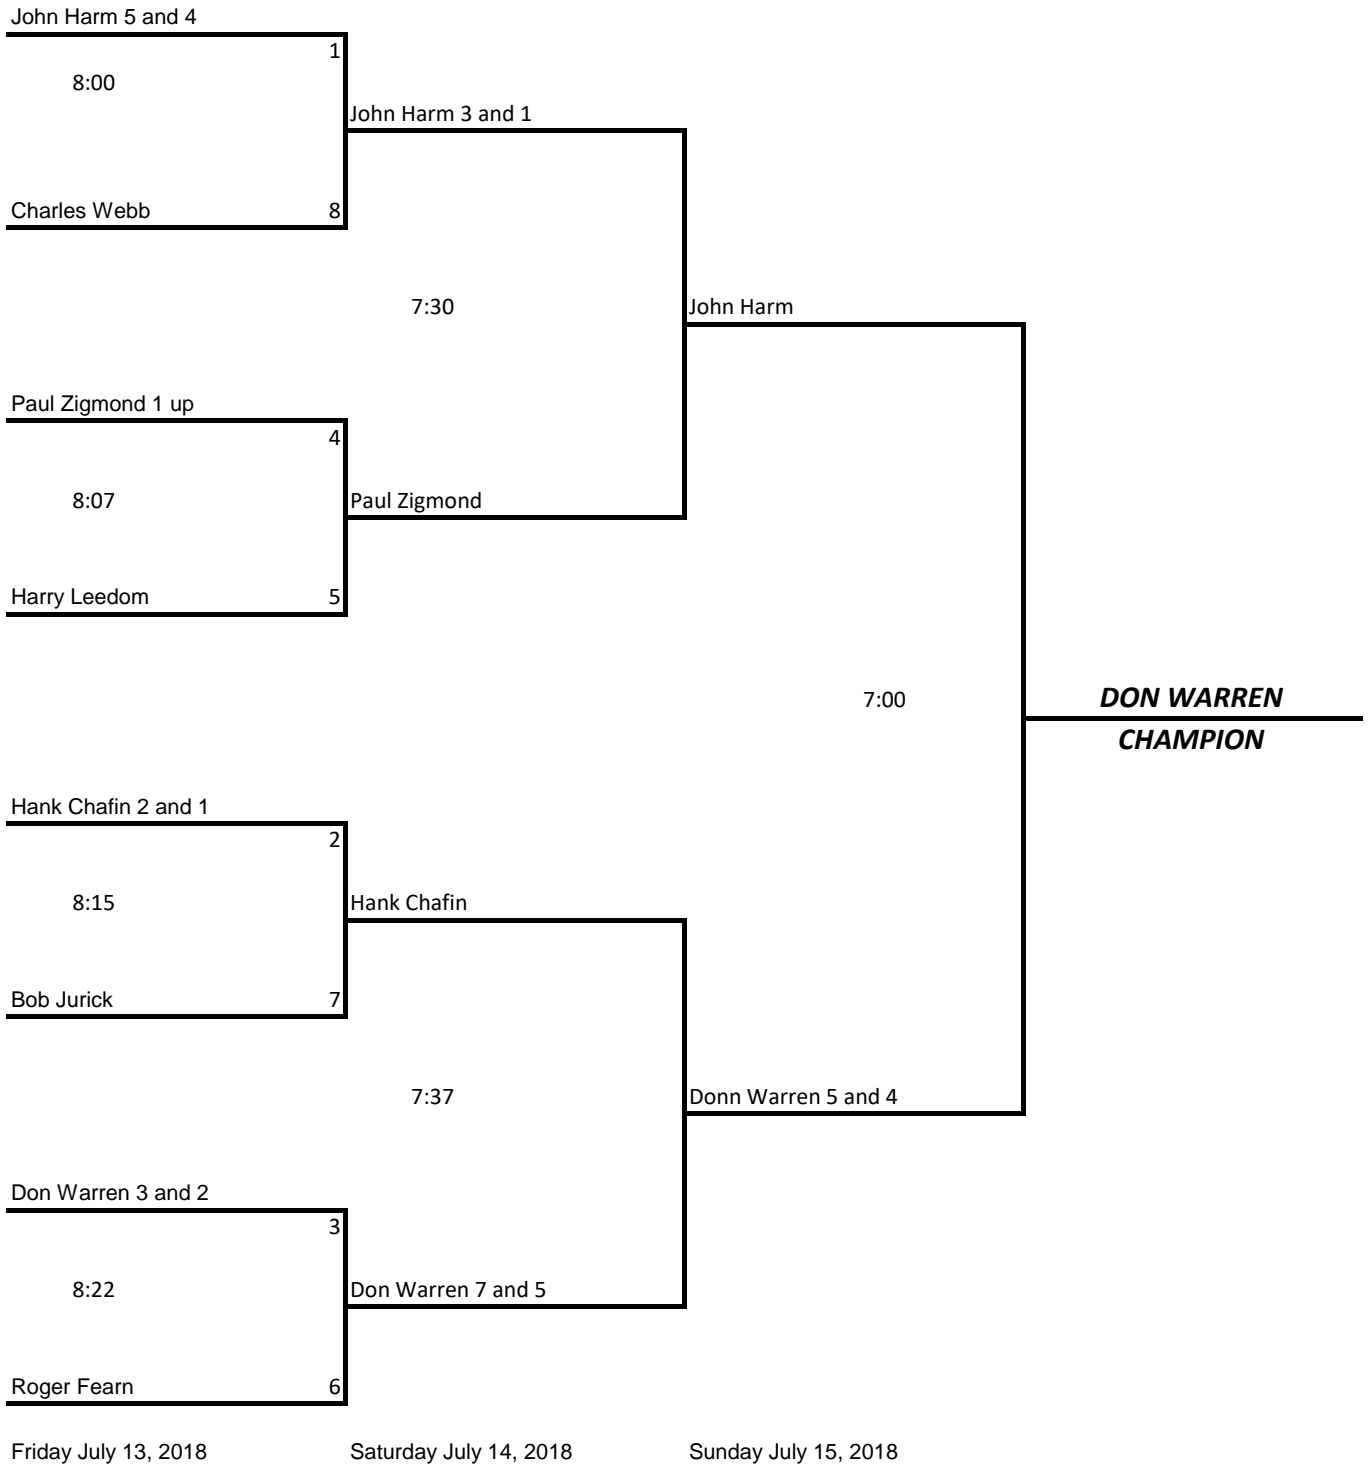 John Harm 5 and 4
1
8:00
John Harm 3 and 1
Charles Webb 8
7:30
John Harm
Paul Zigmond 1 up
4
8:07
Paul Zigmond
Harry Leedom 5
7:00
DON WARREN
CHAMPION
Hank Chafin 2 and 1
2
8:15
Hank Chafin
Bob Jurick 7
7:37
Donn Warren 5 and 4
Don Warren 3 and 2
3
8:22
Don Warren 7 and 5
Roger Fearn 6
Friday July 13, 2018
Saturday July 14, 2018
Sunday July 15, 2018